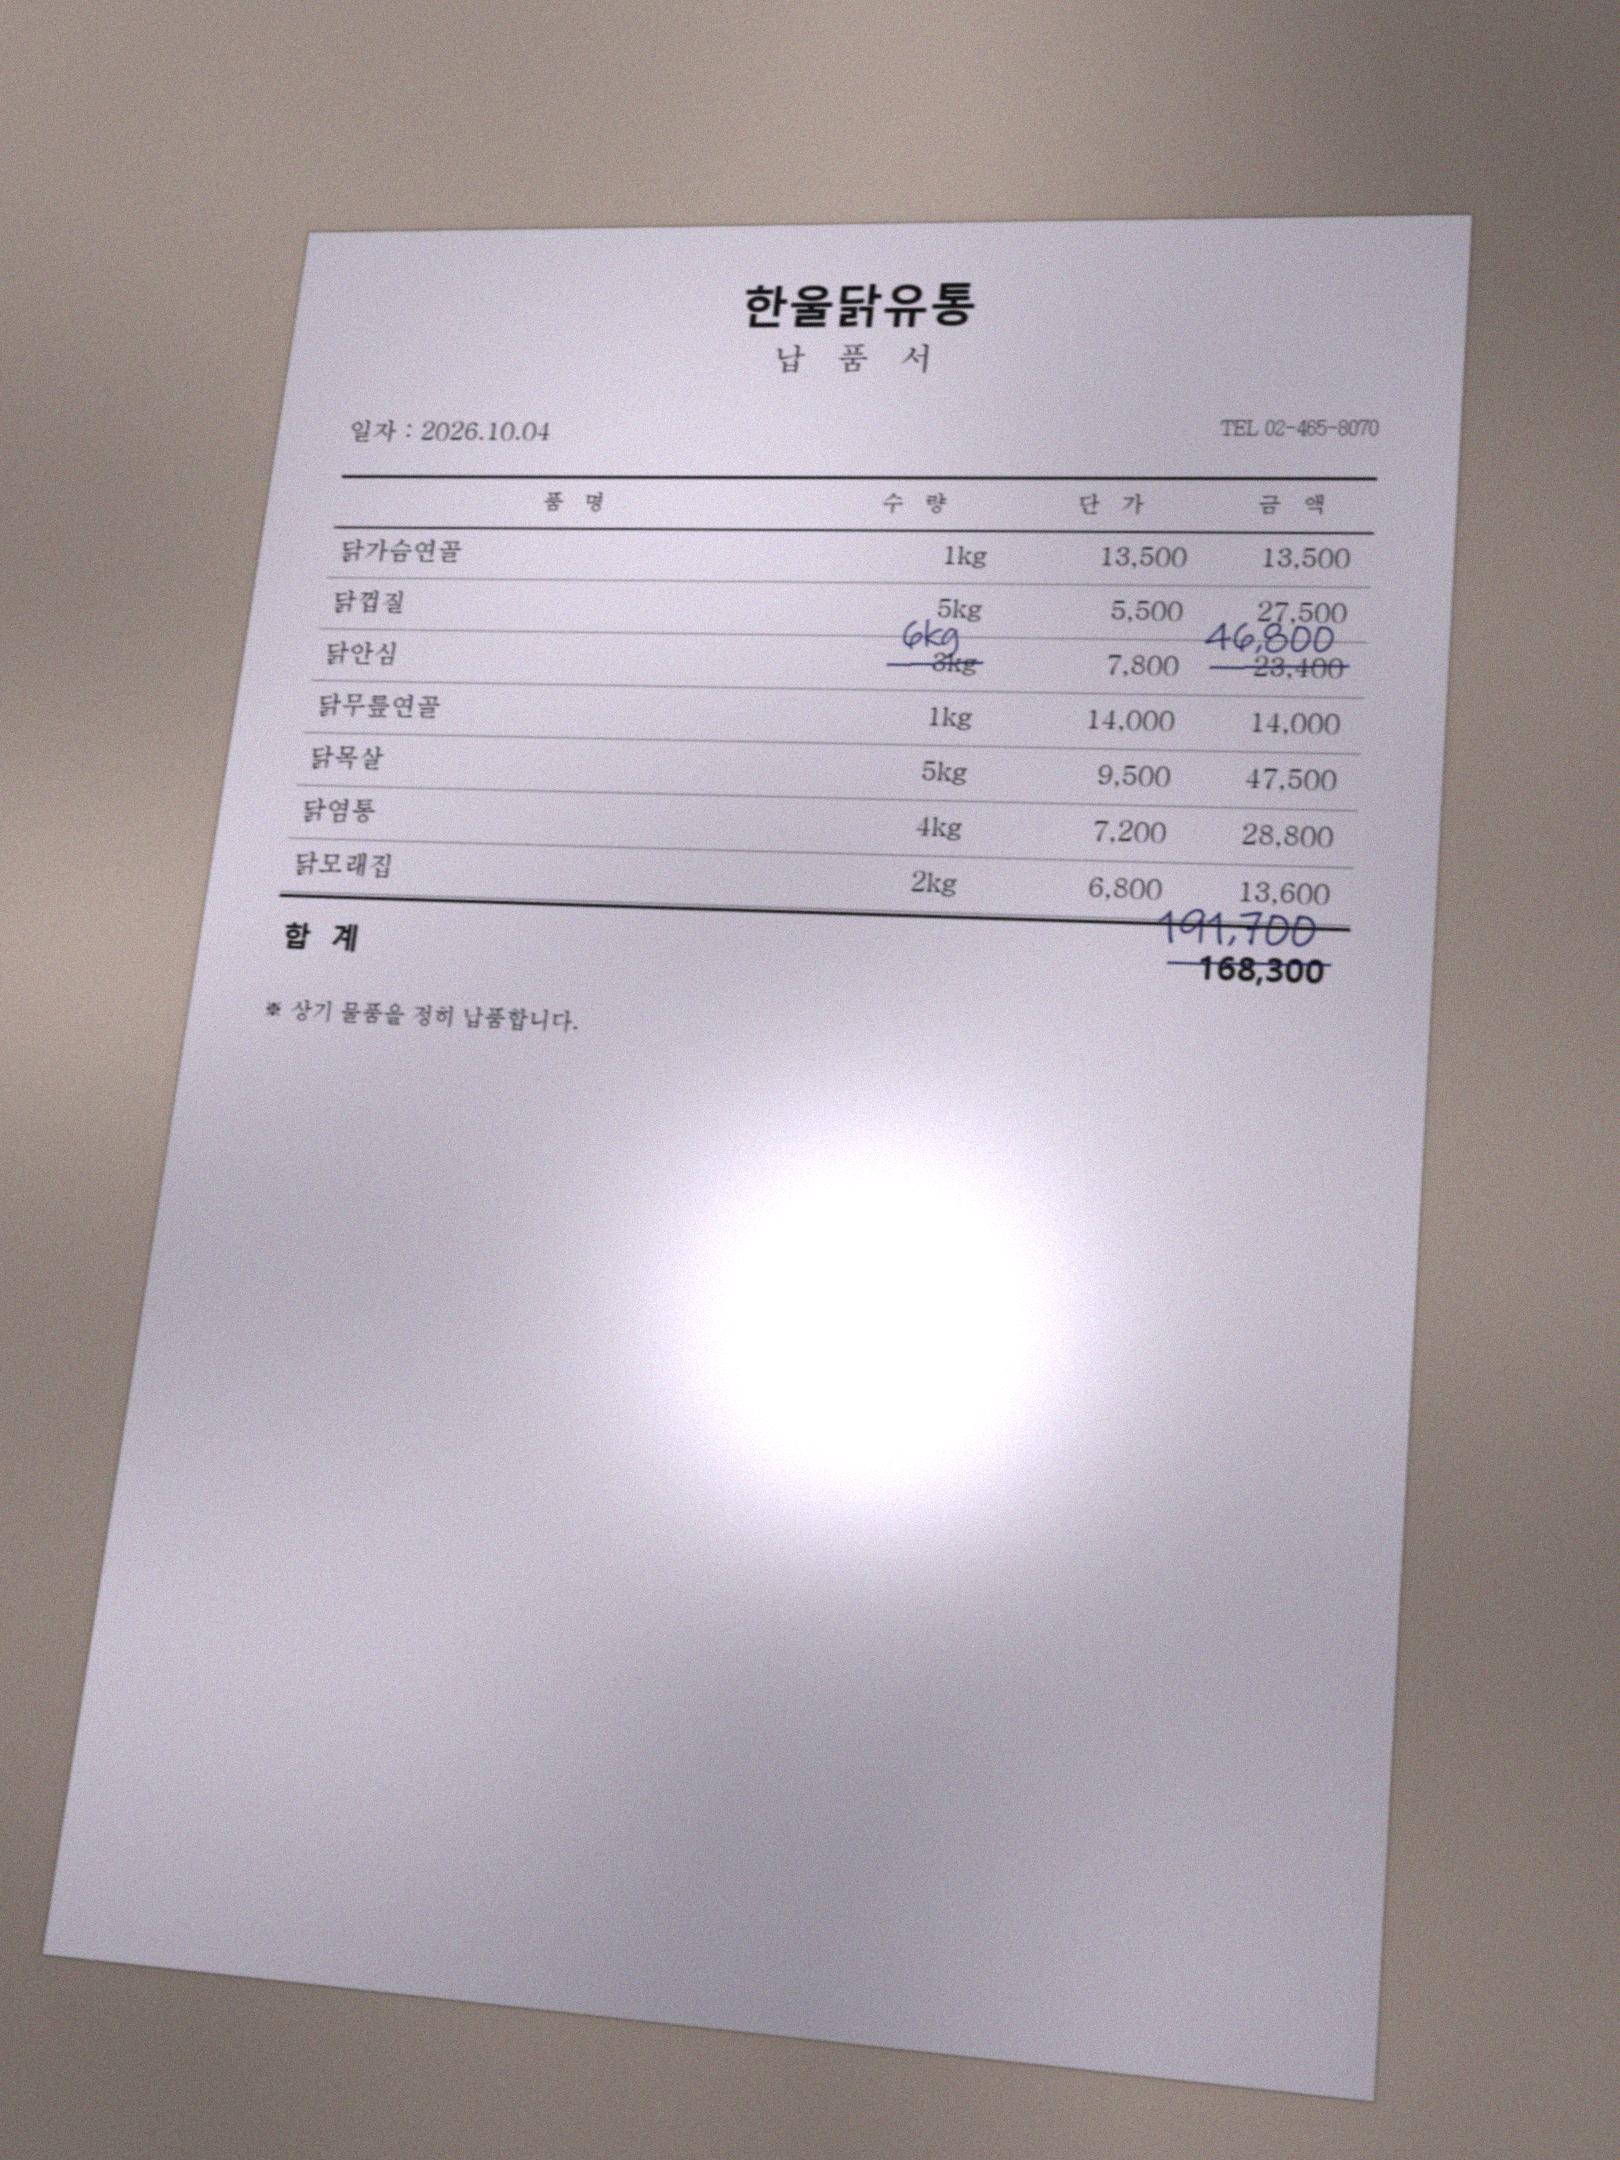 한울닭유통
납 품 서
일자 : 2026.10.04 TEL 02-465-8070
품 명 수 량 단 가 금 액
닭가슴연골 1kg 13,500 13,500
닭껍질 5kg 5,500 27,500
6kg 46,800
닭안심 3kg 7,800 23,400
닭무릎연골 1kg 14,000 14,000
닭목살 5kg 9,500 47,500
닭염통 4kg 7,200 28,800
닭모래집 2kg 6,800 13,600
191,700
합 계 168,300
※ 상기 물품을 정히 납품합니다.